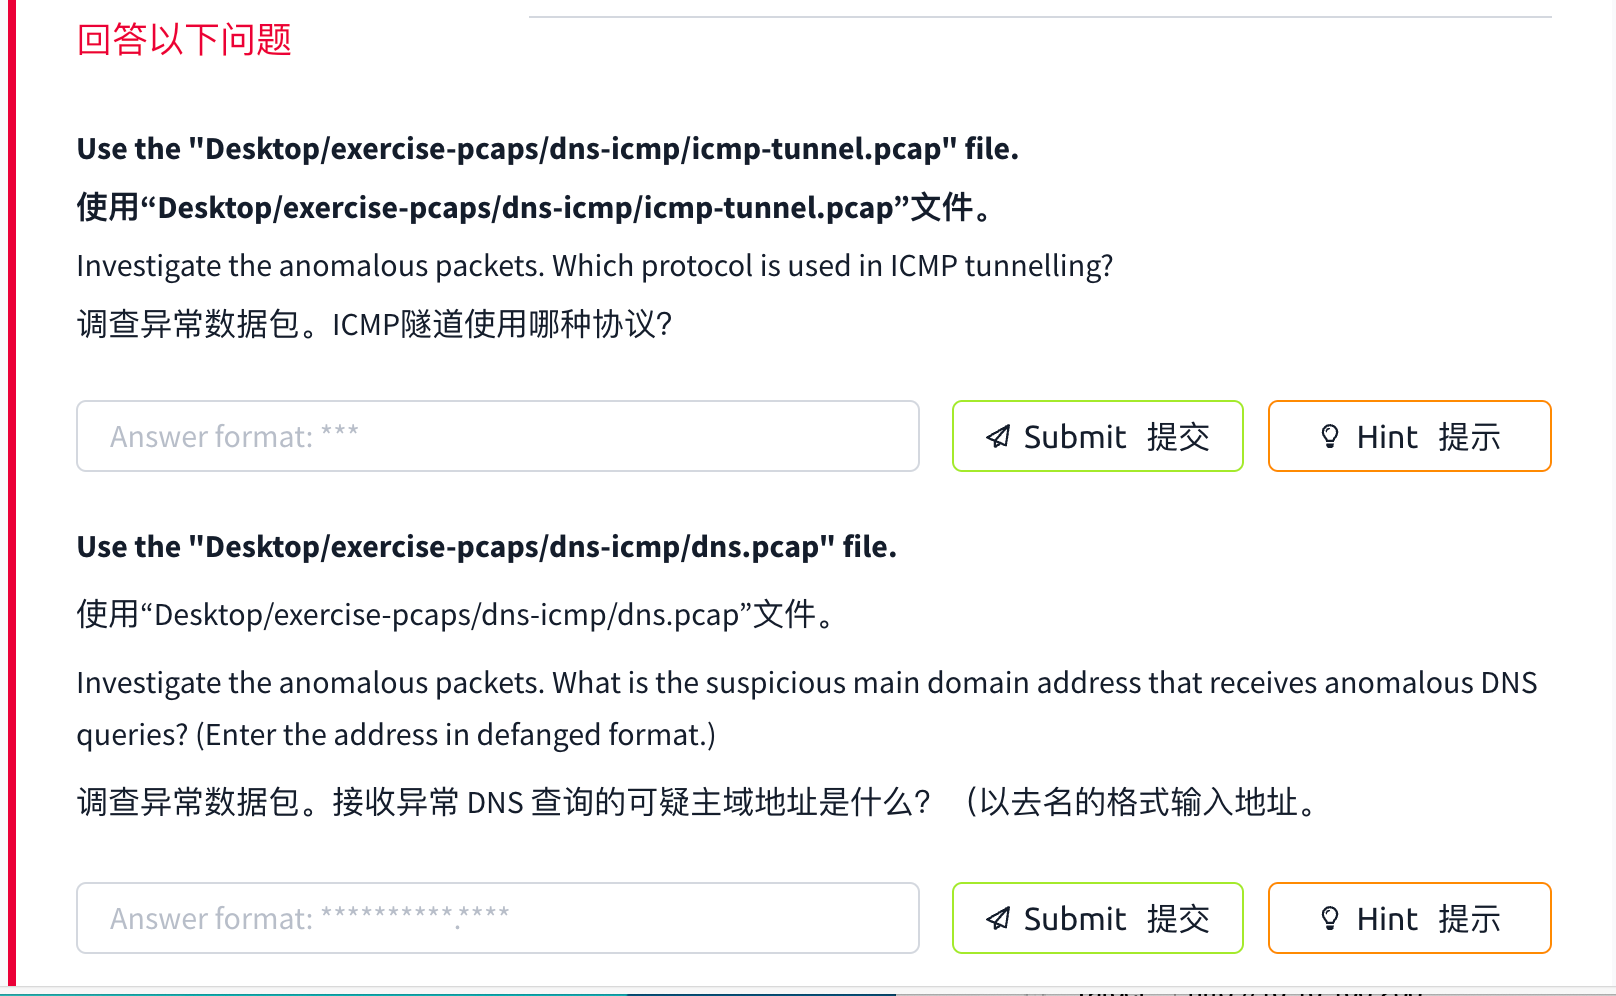 回答以下问题
Use the "Desktop/exercise-pcaps/dns-icmp/icmp-tunnel.pcap" file.
使用“Desktop/exercise-pcaps/dns-icmp/icmp-tunnel.pcap”文件。
Investigate the anomalous packets. Which protocol is used in ICMP tunnelling?
调查异常数据包。ICMP隧道使用哪种协议？
Answer format: ***
Submit 提交
Hint 提示
Use the "Desktop/exercise-pcaps/dns-icmp/dns.pcap" file.
使用“Desktop/exercise-pcaps/dns-icmp/dns.pcap”文件。
Investigate the anomalous packets. What is the suspicious main domain address that receives anomalous DNS
queries? (Enter the address in defanged format.)
调查异常数据包。接收异常 DNS 查询的可疑主域地址是什么？（以去名的格式输入地址。
Answer format: **********.****
Submit 提交
Hint 提示